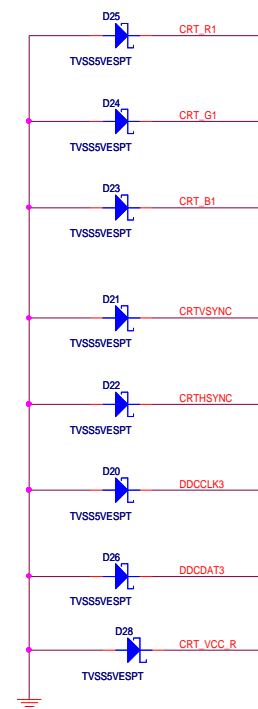 D25
CRT_R1
TVSS5VESPT
D24
CRT_G1
TVSS5VESPT
D23
CRT_B1
TVSS5VESPT
D21
CRTVSYNC
TVSS5VESPT
D22
CRTHSYNC
TVSS5VESPT
D20
DDCCLK3
TVSS5VESPT
D26
DDCDAT3
TVSS5VESPT
D28
CRT_VCC_R
TVSS5VESPT